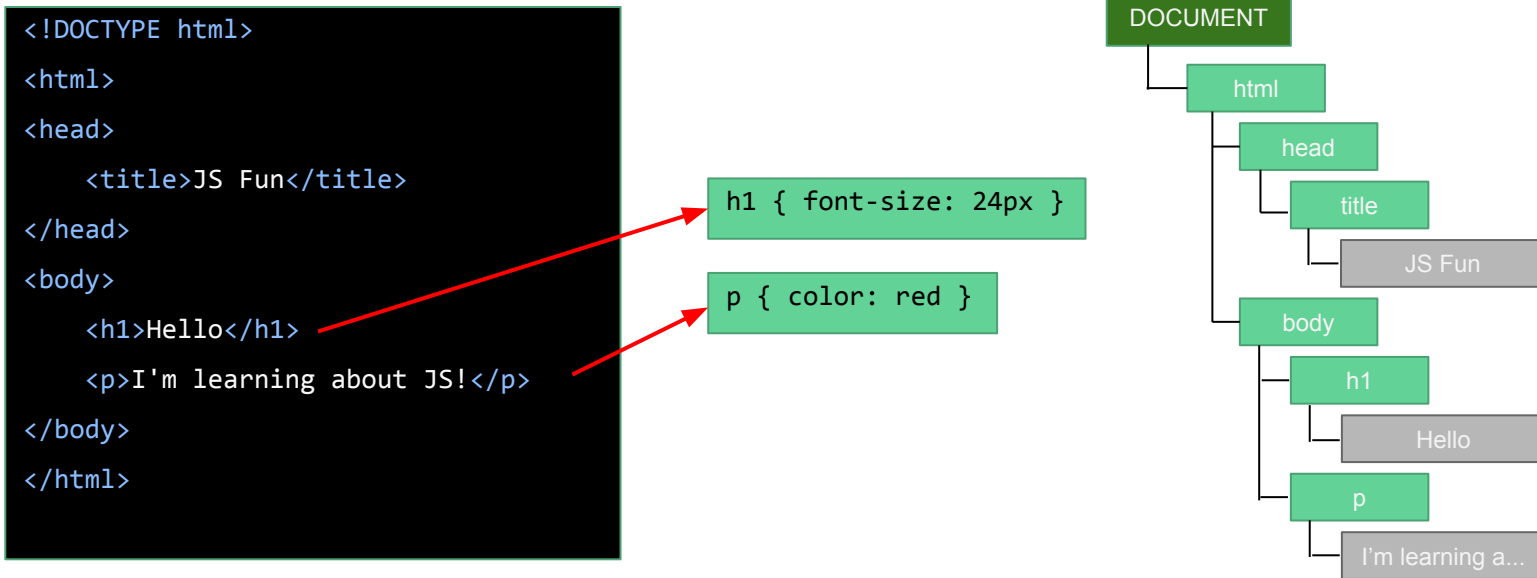 <!DOCTYPE html>
<html>
<head>
    <title>JS Fun</title>
</head>
<body>
    <h1>Hello</h1>
    <p>I'm learning about JS!</p>
</body>
</html>
h1 { font-size: 24px }
p { color: red }
DOCUMENT
html
head
title
JS Fun
body
h1
Hello
p
I’m learning a...